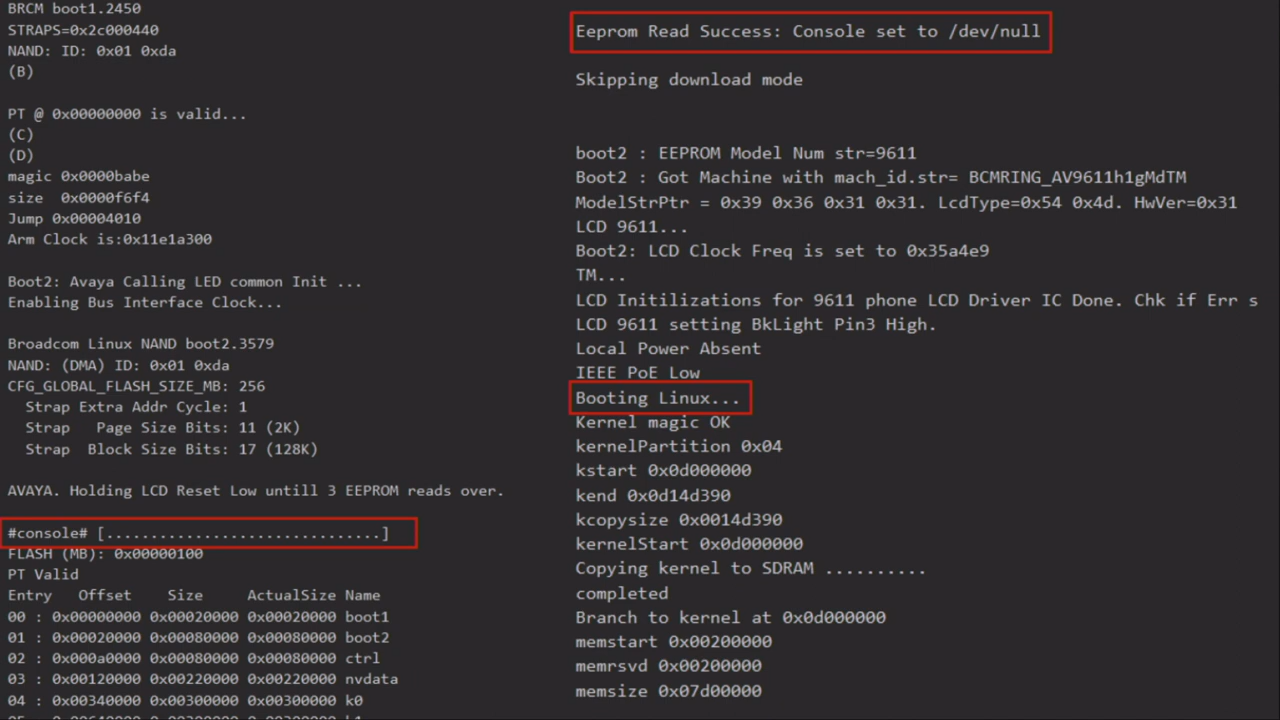 BRCM boot1.2450
STRAPS=0x2c000440
NAND: ID: 0x01 0xda
(B)
PT @ 0x00000000 is valid...
(C)
(D)
magic 0x0000babe
size  0x0000f6f4
Jump 0x00004010
Arm Clock is:0x11e1a300
Boot2: Avaya Calling LED common Init ...
Enabling Bus Interface Clock...
Broadcom Linux NAND boot2.3579
NAND: (DMA) ID: 0x01 0xda
CFG_GLOBAL_FLASH_SIZE_MB: 256
Strap Extra Addr Cycle: 1
Strap   Page Size Bits: 11 (2K)
Strap  Block Size Bits: 17 (128K)
AVAYA. Holding LCD Reset Low untill 3 EEPROM reads over.
#console# [...............................]
FLASH (MB): 0x00000100
PT Valid
Entry   Offset    Size     ActualSize Name
00 : 0x00000000 0x00020000 0x00020000 boot1
01 : 0x00020000 0x00080000 0x00080000 boot2
02 : 0x000a0000 0x00080000 0x00080000 ctrl
03 : 0x00120000 0x00220000 0x00220000 nvdata
04 : 0x00340000 0x00300000 0x00300000 k0
Eeprom Read Success: Console set to /dev/null
Skipping download mode
boot2 : EEPROM Model Num str=9611
Boot2 : Got Machine with mach_id.str= BCMRING_AV9611h1gMdTM
ModelStrPtr = 0x39 0x36 0x31 0x31. LcdType=0x54 0x4d. HwVer=0x31
LCD 9611...
Boot2: LCD Clock Freq is set to 0x35a4e9
TM...
LCD Initilizations for 9611 phone LCD Driver IC Done. Chk if Err s
LCD 9611 setting BkLight Pin3 High.
Local Power Absent
IEEE PoE Low
Booting Linux...
Kernel magic OK
kernelPartition 0x04
kstart 0x0d000000
kend 0x0d14d390
kcopysize 0x0014d390
kernelStart 0x0d000000
Copying kernel to SDRAM ..........
completed
Branch to kernel at 0x0d000000
memstart 0x00200000
memrsvd 0x00200000
memsize 0x07d00000